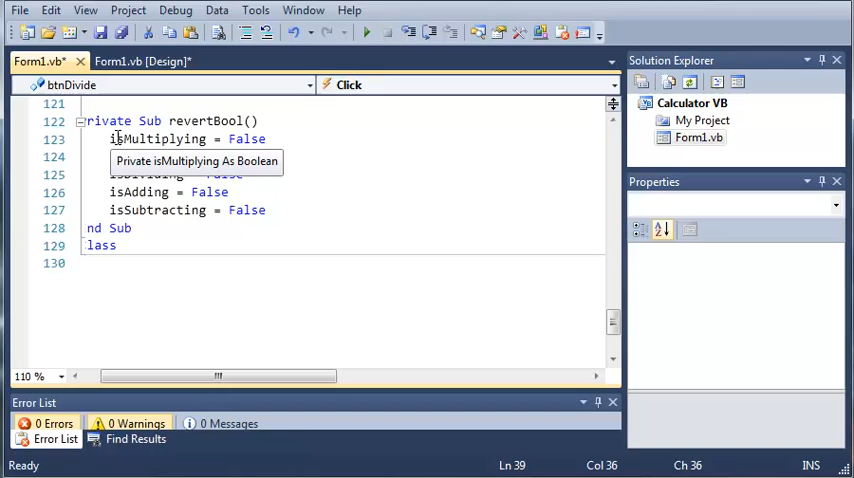 File Edit View Project Debug Data Tools Window Help
Form1.vb* Form1.vb [Design]*
btnDivide Click
121
122 rivate Sub revertBool()
123 isMultiplying = False
124 Private isMultiplying As Boolean
125
126 isAdding = False
127 isSubtracting = False
128 nd Sub
129 lass
130
110 %
Error List
0 Errors 0 Warnings 0 Messages
Error List Find Results
Ready Ln 39 Col 36 Ch 36 INS
Solution Explorer
Calculator VB
My Project
Form1.vb
Properties